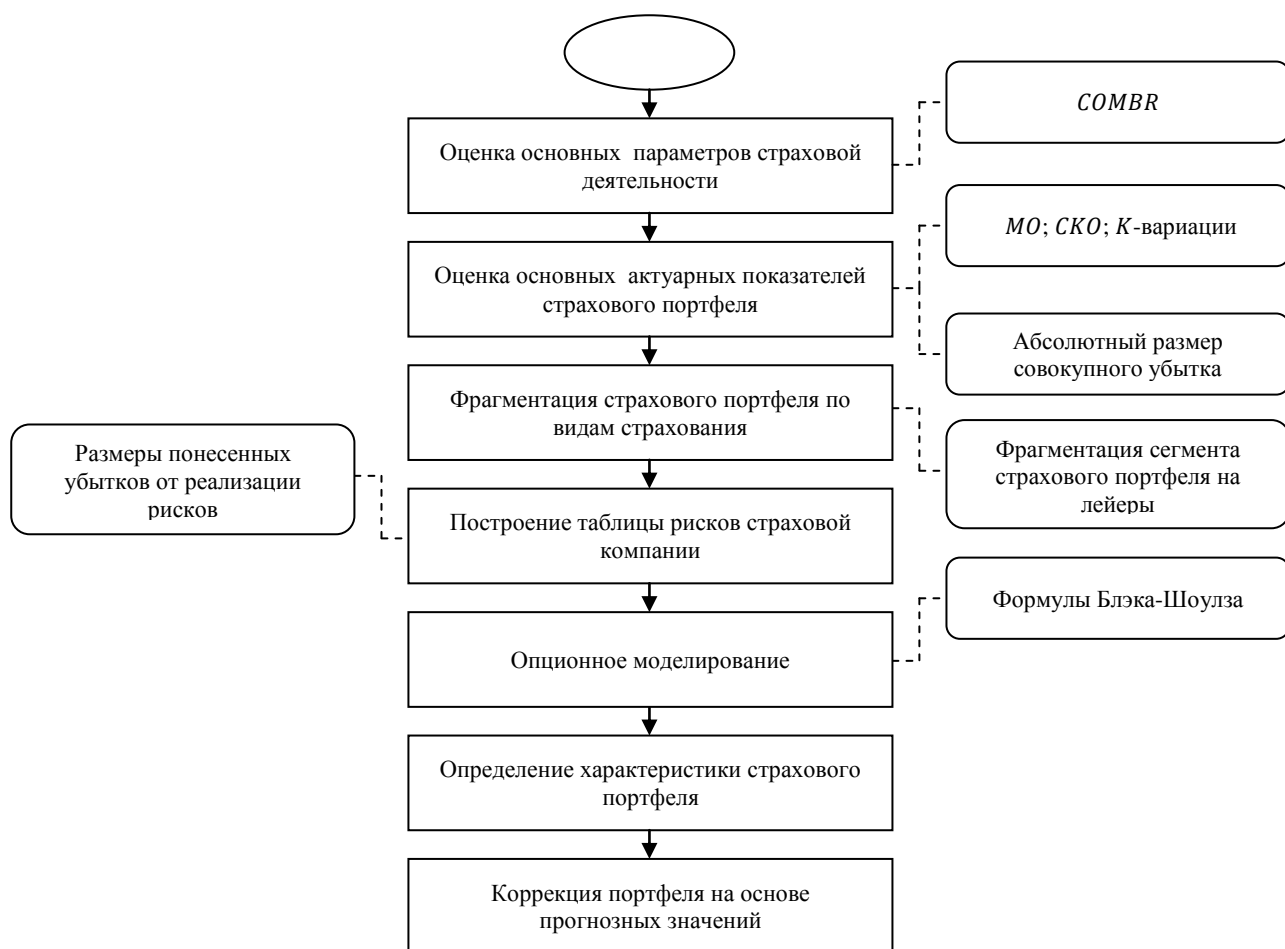 COMBR
Оценка основных параметров страховой
деятельности
МО; СКО; К-вариации
Оценка основных актуарных показателей
страхового портфеля
Абсолютный размер
совокупного убытка
Фрагментация страхового портфеля по
видам страхования
Фрагментация сегмента
страхового портфеля на
лейеры
Размеры понесенных
убытков от реализации
рисков
Построение таблицы рисков страховой
компании
Формулы Блэка-Шоулза
Опционное моделирование
Определение характеристики страхового
портфеля
Коррекция портфеля на основе
прогнозных значений